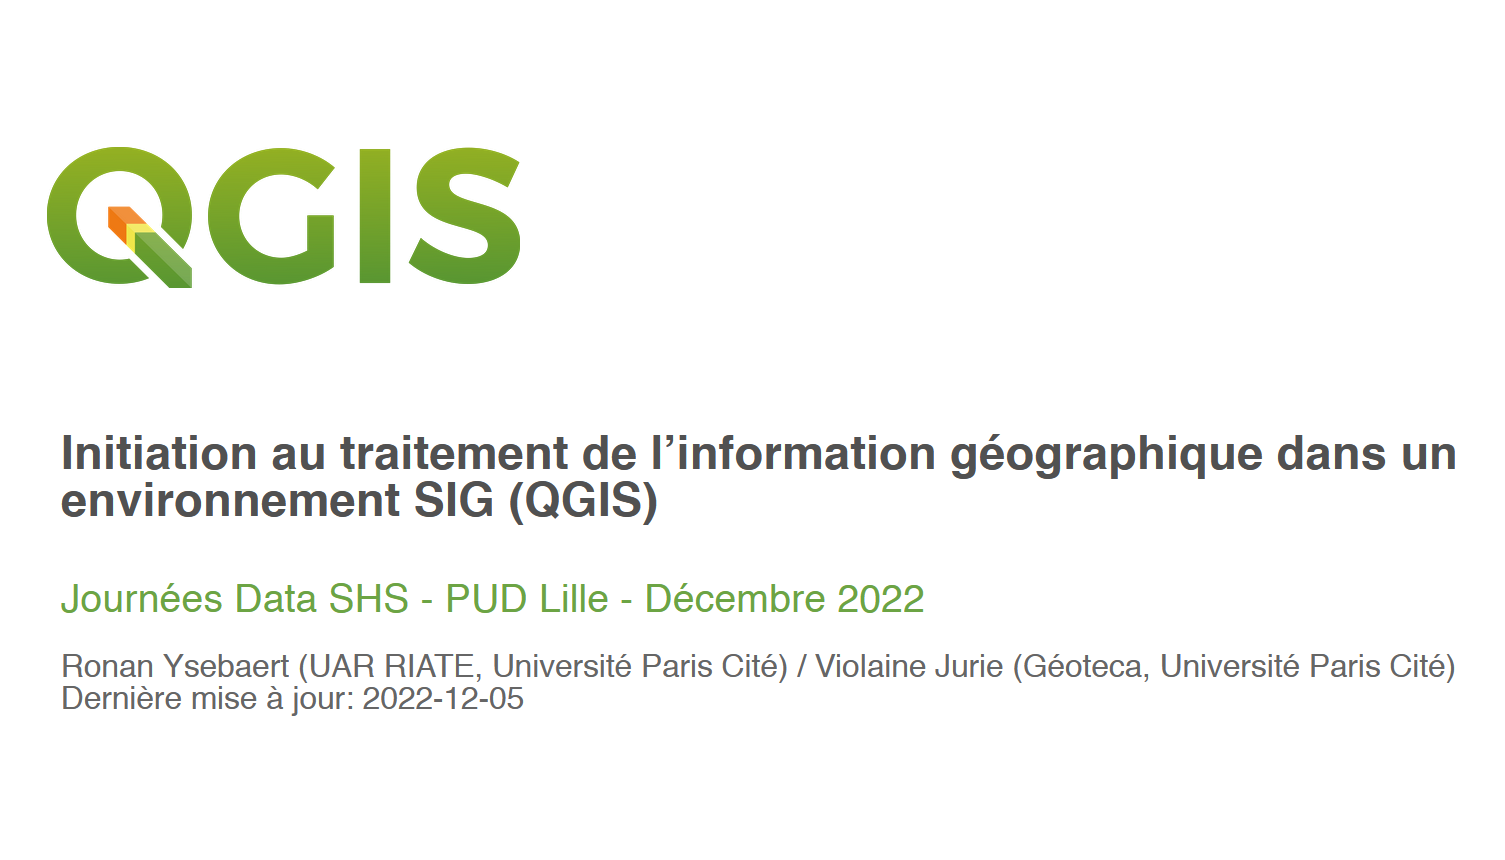 QGIS
Initiation au traitement de l’information géographique dans un
environnement SIG (QGIS)
Journées Data SHS - PUD Lille - Décembre 2022
Ronan Ysebaert (UAR RIATE, Université Paris Cité) / Violaine Jurie (Géoteca, Université Paris Cité)
Dernière mise à jour: 2022-12-05